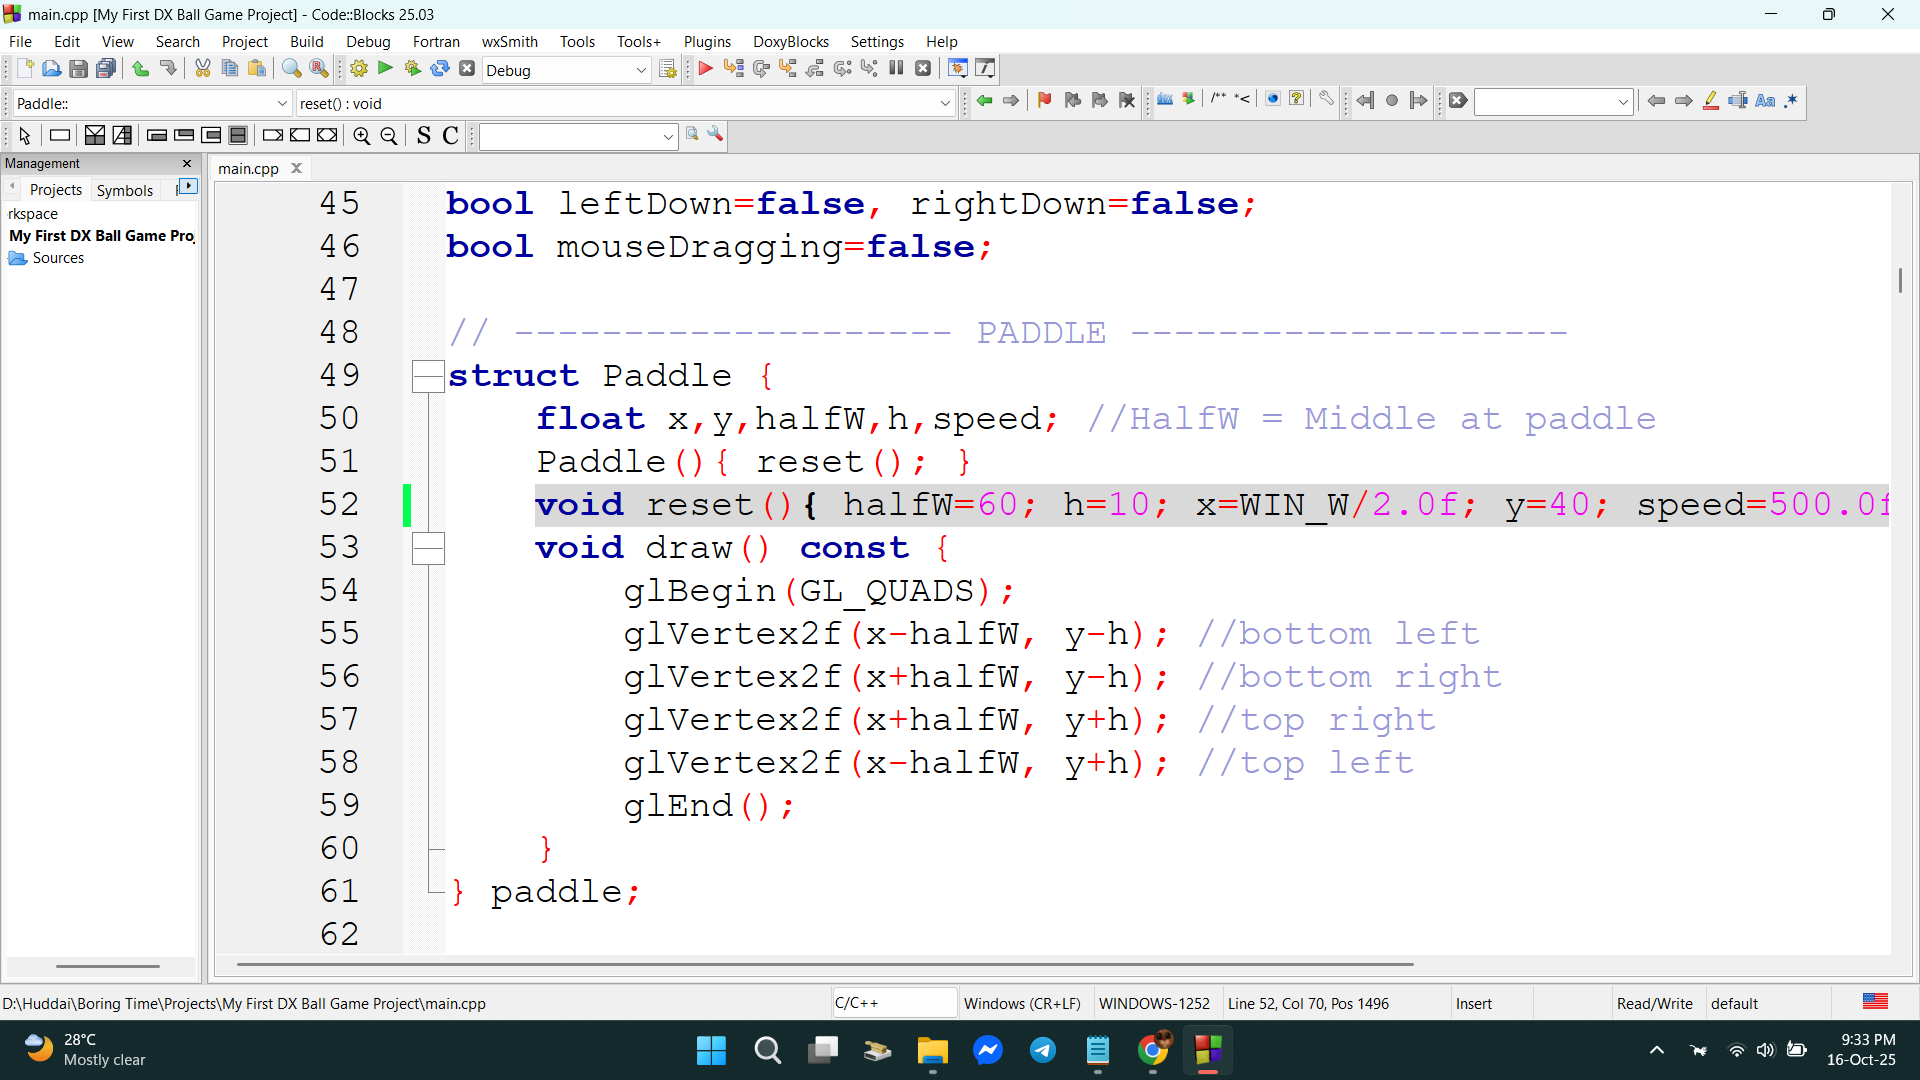 main.cpp [My First DX Ball Game Project] - Code::Blocks 25.03
File Edit View Search Project Build Debug Fortran wxSmith Tools Tools+ Plugins DoxyBlocks Settings Help
Debug
Paddle:: reset() : void /** *< Aa .*
S C
Management
Projects Symbols
rkspace
My First DX Ball Game Pro
Sources
main.cpp
45 bool leftDown=false, rightDown=false;
46 bool mouseDragging=false;
47
48 // -------------------- PADDLE --------------------
49 struct Paddle {
50 float x,y,halfW,h,speed; //HalfW = Middle at paddle
51 Paddle(){ reset(); }
52 void reset(){ halfW=60; h=10; x=WIN_W/2.0f; y=40; speed=500.0f
53 void draw() const {
54 glBegin(GL_QUADS);
55 glVertex2f(x-halfW, y-h); //bottom left
56 glVertex2f(x+halfW, y-h); //bottom right
57 glVertex2f(x+halfW, y+h); //top right
58 glVertex2f(x-halfW, y+h); //top left
59 glEnd();
60 }
61 } paddle;
62
D:\Huddai\Boring Time\Projects\My First DX Ball Game Project\main.cpp C/C++ Windows (CR+LF) WINDOWS-1252 Line 52, Col 70, Pos 1496 Insert Read/Write default
28°C
Mostly clear
9:33 PM
16-Oct-25